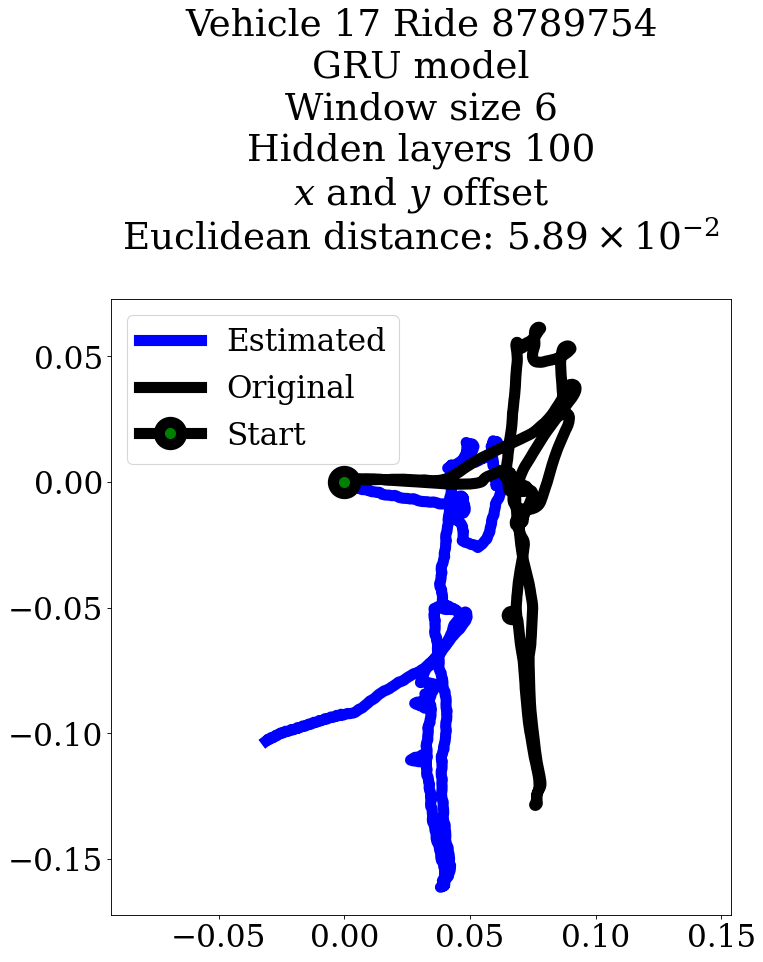 Vehicle 17 Ride 8789754
GRU model
Window size 6
Hidden layers 100
x and y offset
Euclidean distance: 5.89 × 10⁻²
Estimated
Original
Start
0.05
0.00
−0.05
−0.10
−0.15
−0.05 0.00 0.05 0.10 0.15